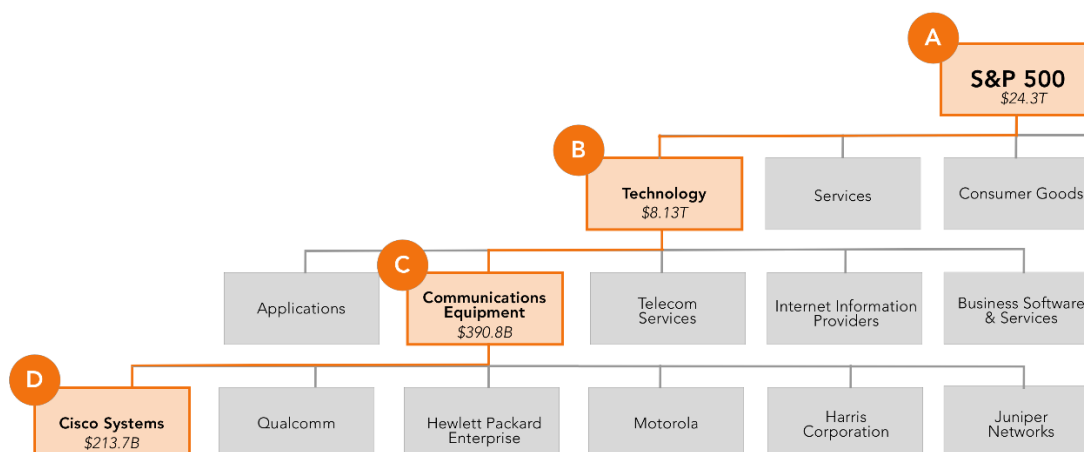 A
S&P 500
$24.3T
B
Technology
$8.13T
Services
Consumer Goods
C
Applications
Communications
Equipment
$390.8B
Telecom
Services
Internet Information
Providers
Business Software
& Services
D
Cisco Systems
$213.7B
Qualcomm
Hewlett Packard
Enterprise
Motorola
Harris
Corporation
Juniper
Networks